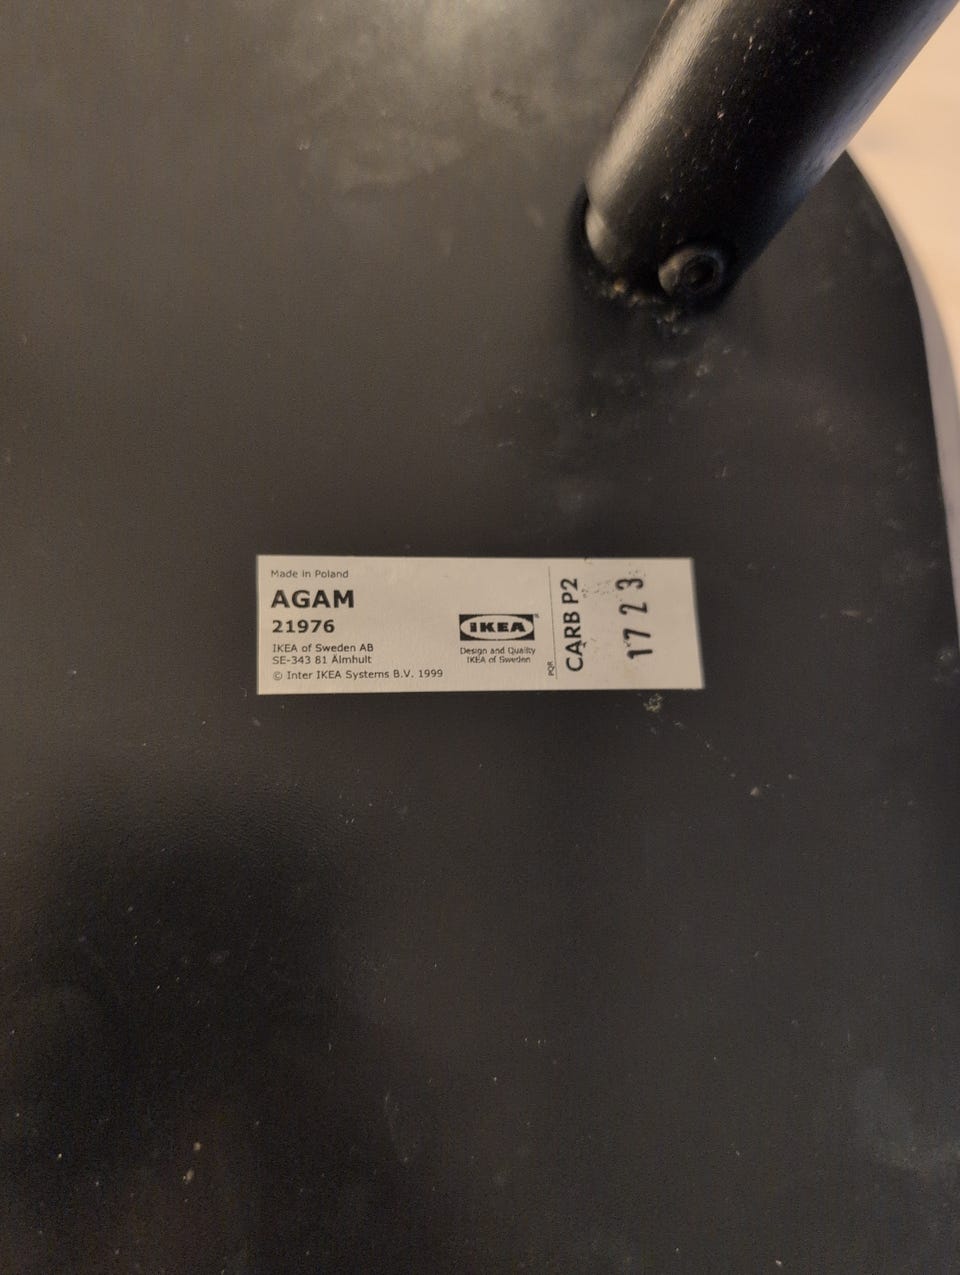 Made in Poland
AGAM
21976
IKEA of Sweden AB
SE-343 81 Älmhult
© Inter IKEA Systems B.V. 1999
IKEA®
Design and Quality
IKEA of Sweden
PQR
CARB P2
1723